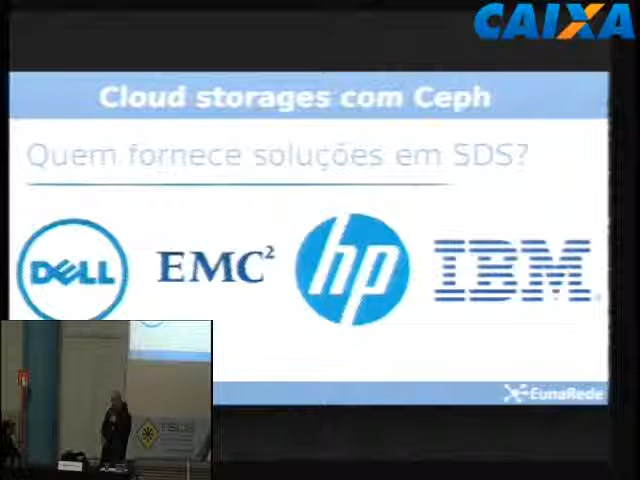 CAIXA
Cloud storages com Ceph
Quem fornece soluções em SDS?
DELL
EMC²
hp
IBM
EunaRede